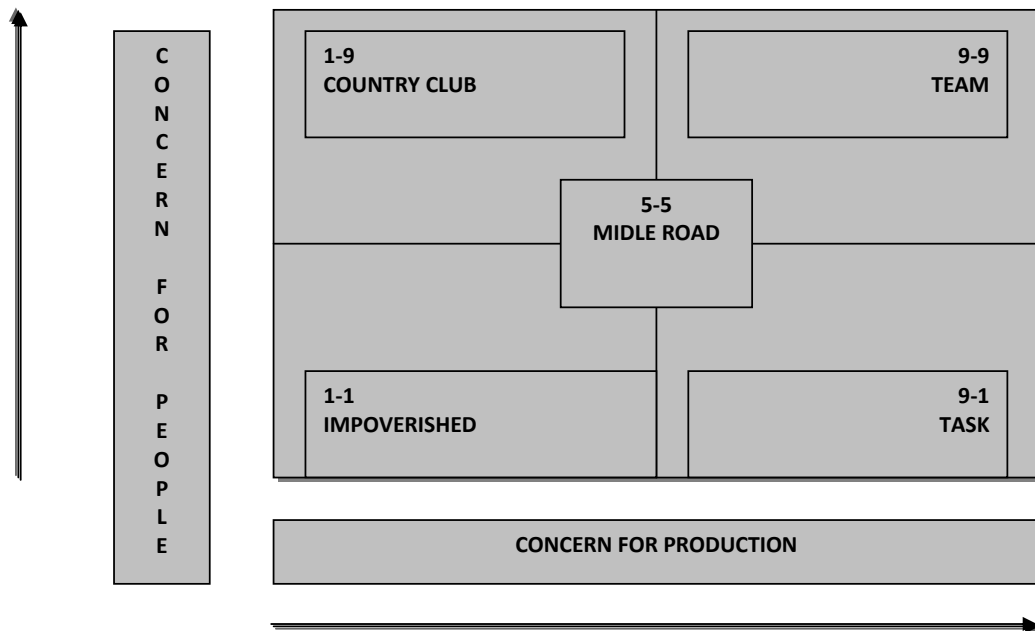 C
O
N
C
E
R
N
F
O
R
P
E
O
P
L
E
1-9
COUNTRY CLUB
9-9
TEAM
5-5
MIDLE ROAD
1-1
IMPOVERISHED
9-1
TASK
CONCERN FOR PRODUCTION